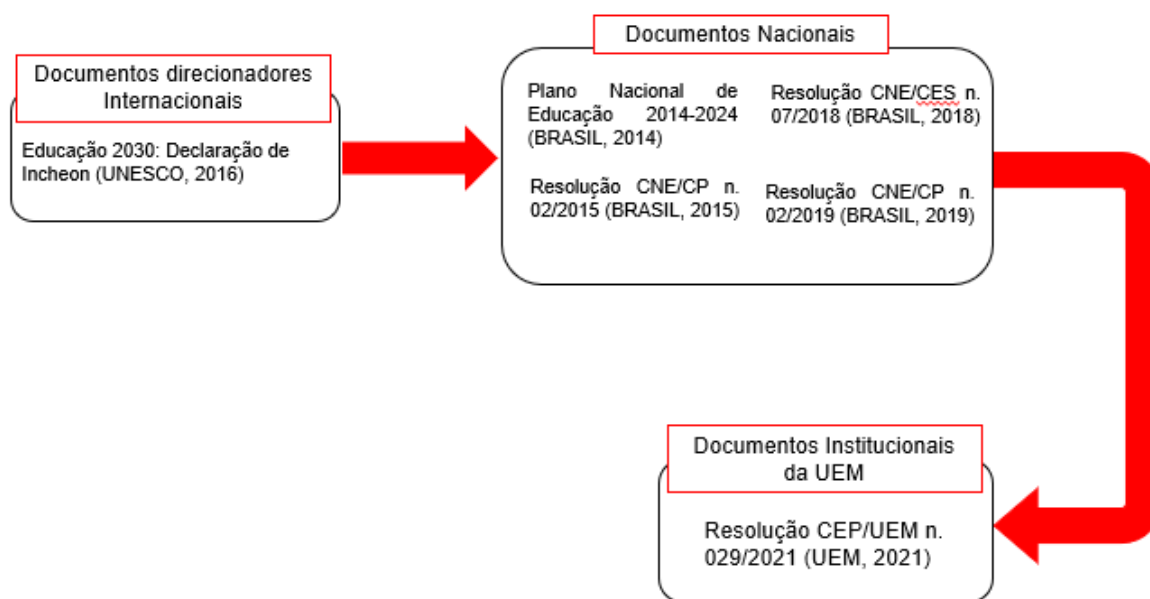 Documentos direcionadores
Internacionais
Educação 2030: Declaração de
Incheon (UNESCO, 2016)
Documentos Nacionais
Plano Nacional de
Educação 2014-2024
(BRASIL, 2014)
Resolução CNE/CES n.
07/2018 (BRASIL, 2018)
Resolução CNE/CP n.
02/2015 (BRASIL, 2015)
Resolução CNE/CP n.
02/2019 (BRASIL, 2019)
Documentos Institucionais
da UEM
Resolução CEP/UEM n.
029/2021 (UEM, 2021)